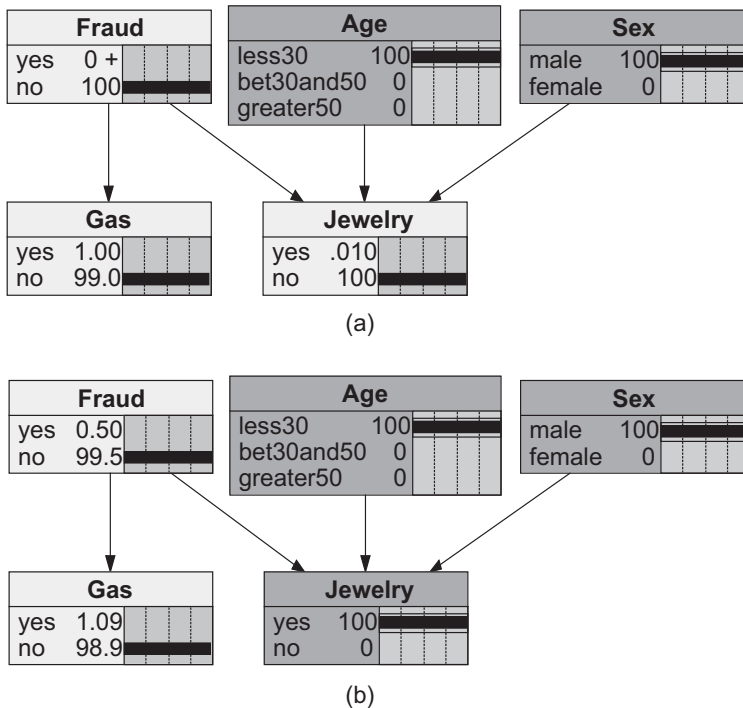 Fraud
yes 0 +
no 100
Age
less30 100
bet30and50 0
greater50 0
Sex
male 100
female 0
Gas
yes 1.00
no 99.0
Jewelry
yes .010
no 100
(a)
Fraud
yes 0.50
no 99.5
Age
less30 100
bet30and50 0
greater50 0
Sex
male 100
female 0
Gas
yes 1.09
no 98.9
Jewelry
yes 100
no 0
(b)